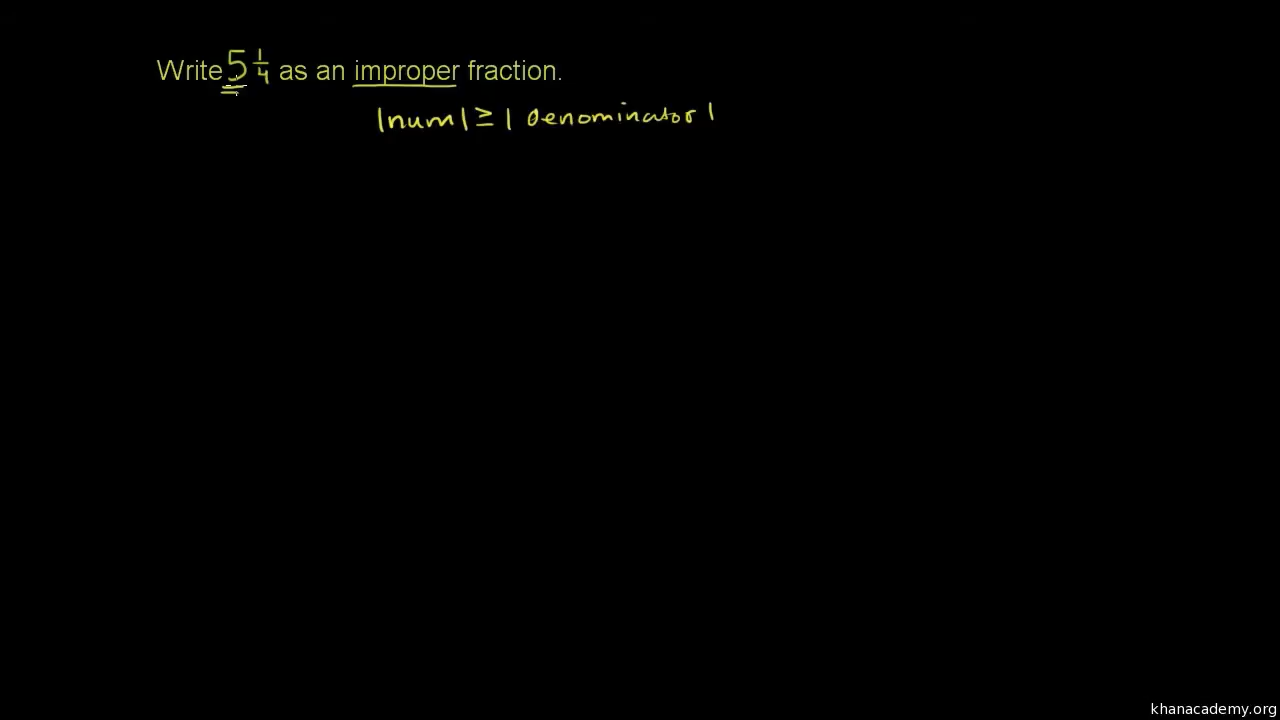 Write 5 1/4 as an improper fraction.
|num| ≥ | denominator |
khanacademy.org